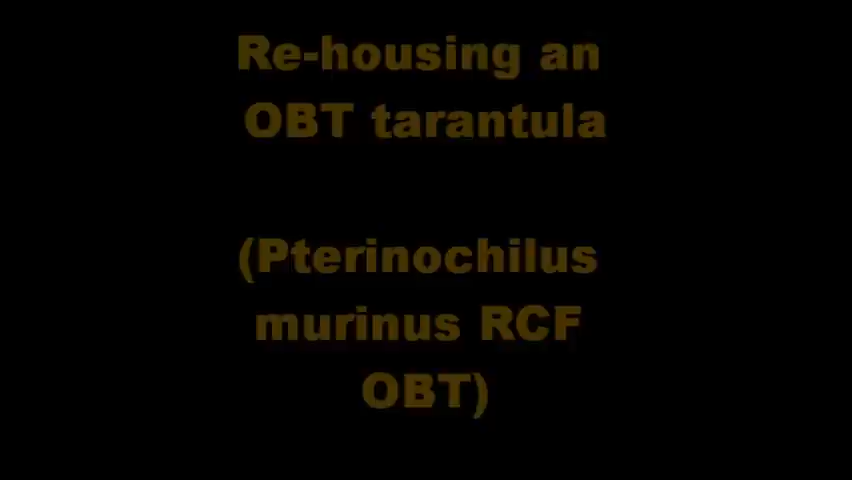 Re-housing an
OBT tarantula
(Pterinochilus
murinus RCF
OBT)